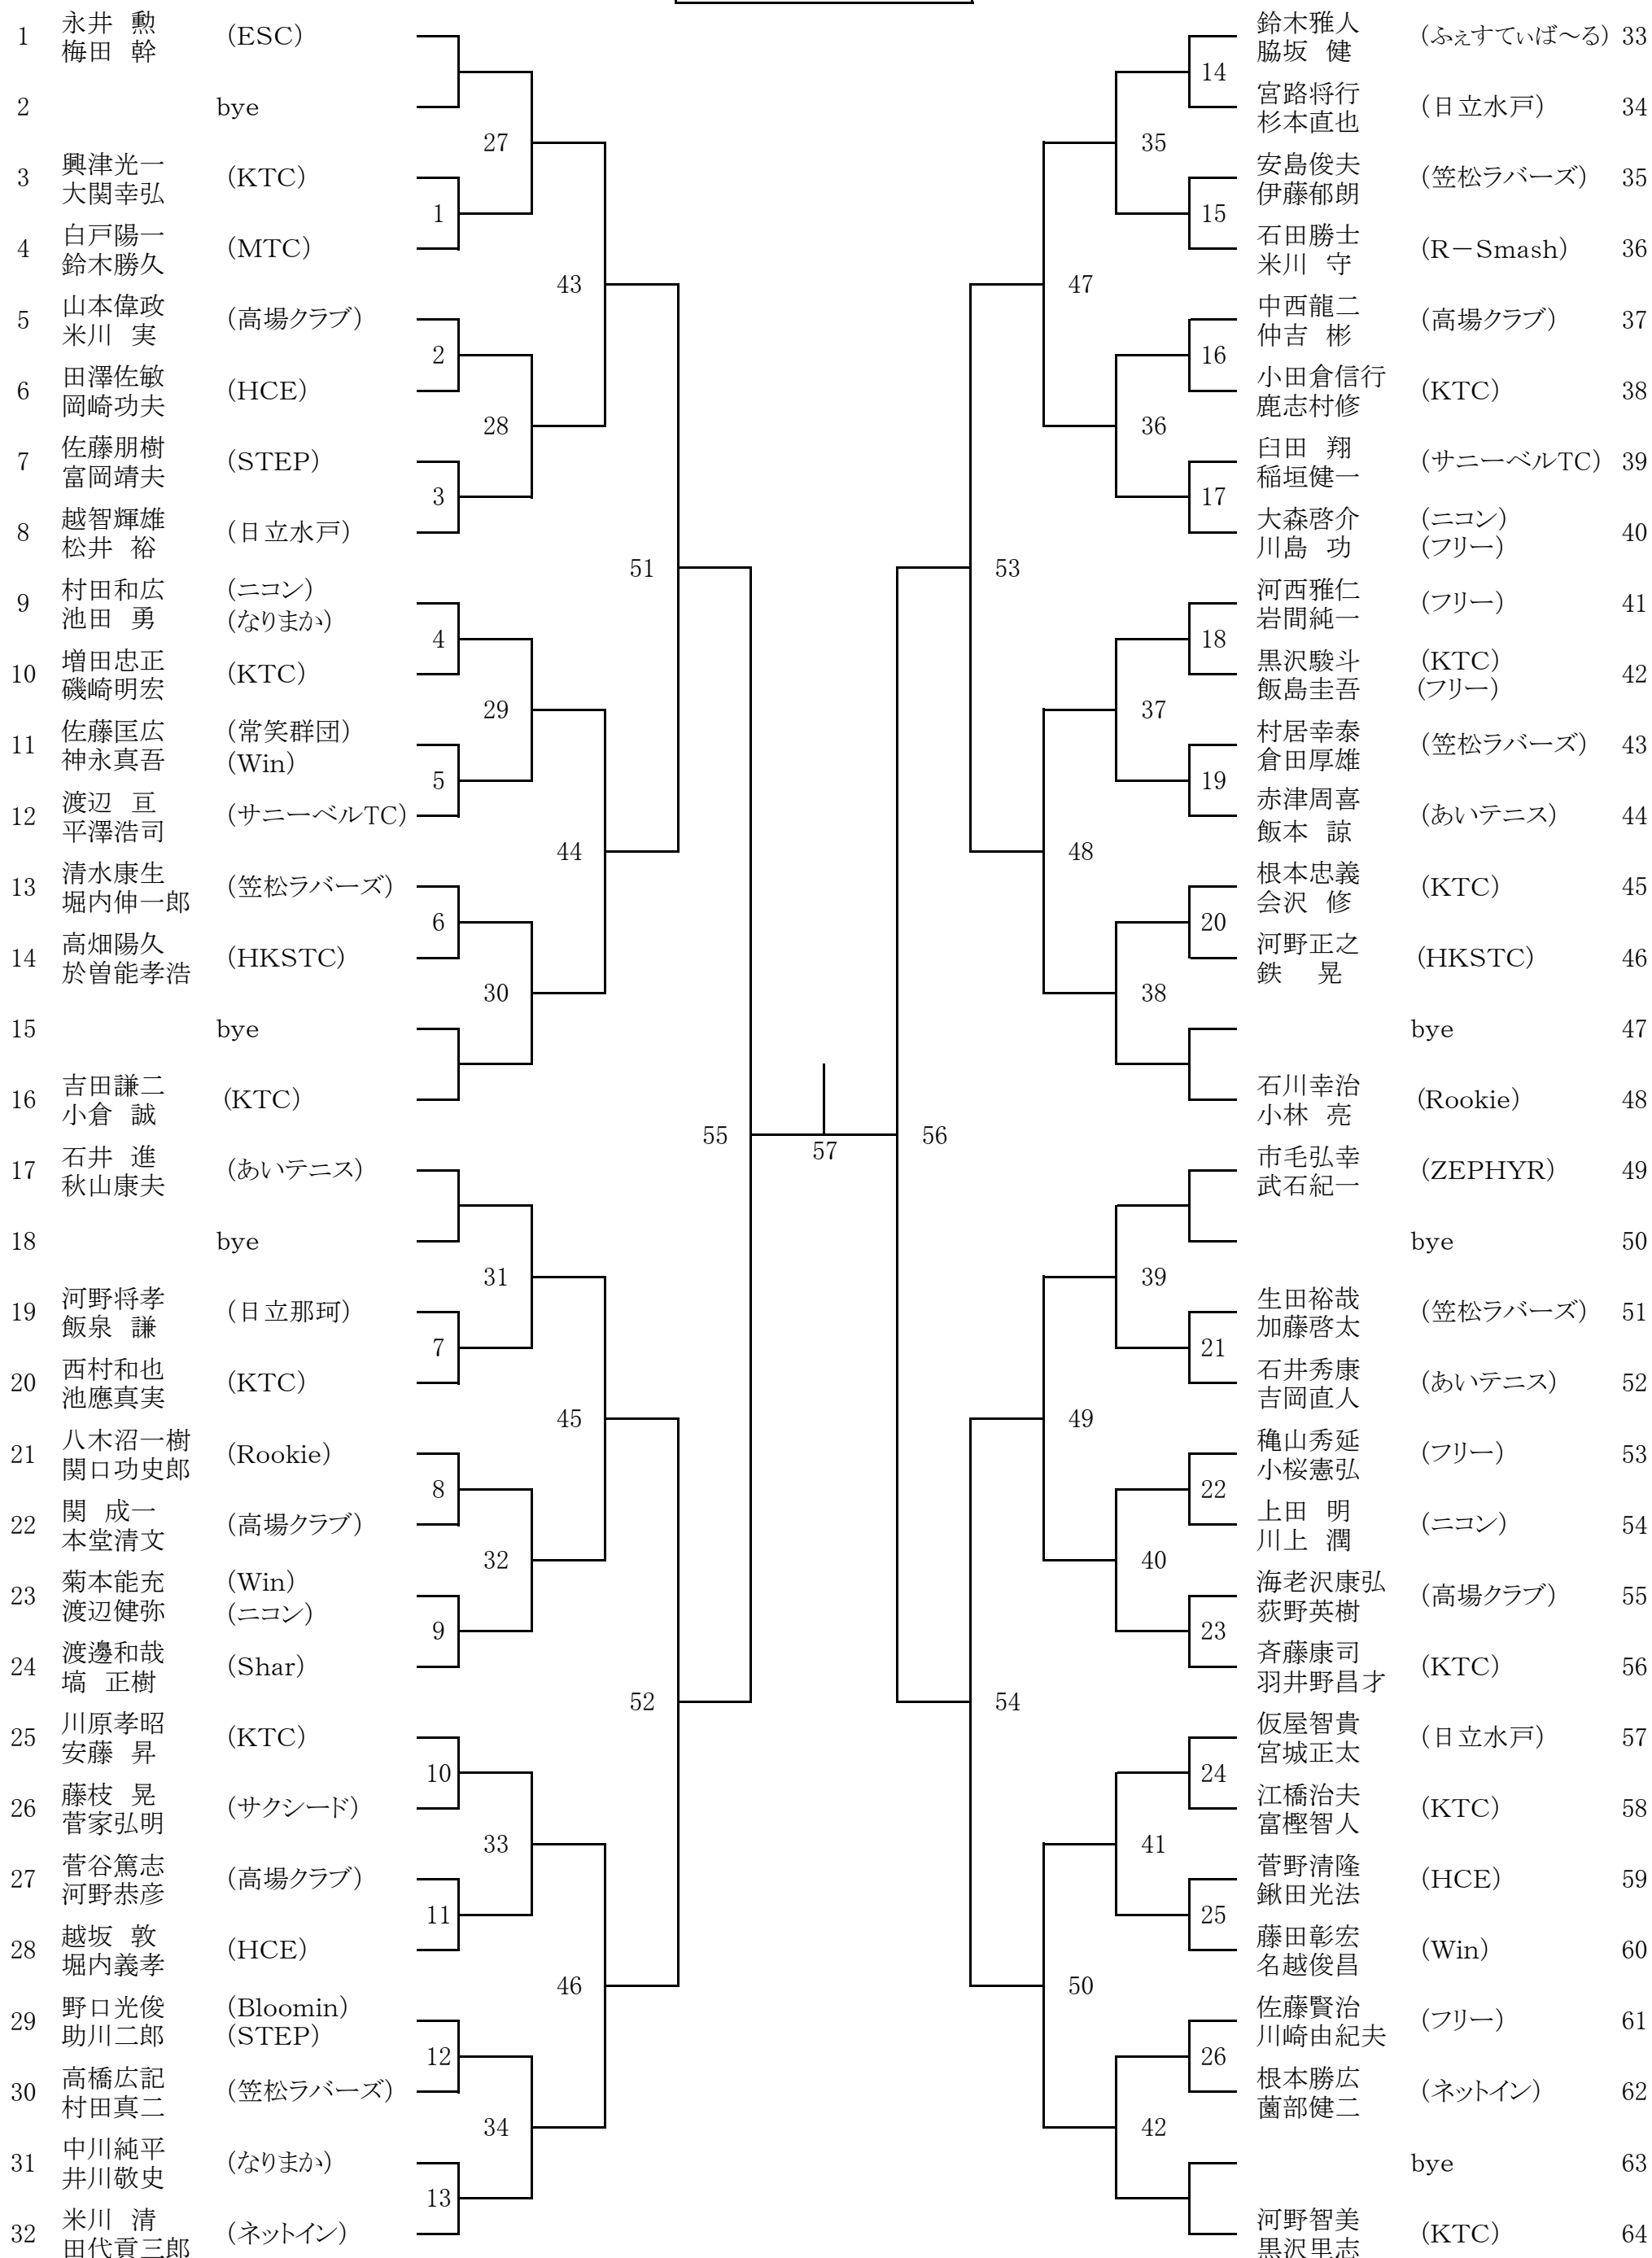 1 永井　勲 (ESC)
梅田　幹
2 bye
3 興津光一 (KTC)
大関幸弘
1
4 白戸陽一 (MTC)
鈴木勝久
27
5 山本偉政 (高場クラブ)
米川　実
2
6 田澤佐敏 (HCE)
岡崎功夫
28
7 佐藤朋樹 (STEP)
富岡靖夫
3
8 越智輝雄 (日立水戸)
松井　裕
43
9 村田和広 (ニコン)
池田　勇 (なりまか)
4
10 増田忠正 (KTC)
磯崎明宏
29
11 佐藤匡広 (常笑群団)
神永真吾 (Win)
5
12 渡辺　亘 (サニーベルTC)
平澤浩司
44
13 清水康生 (笠松ラバーズ)
堀内伸一郎
6
14 高畑陽久 (HKSTC)
於曽能孝浩
30
15 bye
16 吉田謙二 (KTC)
小倉　誠
51
17 石井　進 (あいテニス)
秋山康夫
18 bye
31
19 河野将孝 (日立那珂)
飯泉　謙
7
20 西村和也 (KTC)
池應真実
45
21 八木沼一樹 (Rookie)
関口功史郎
8
22 関　成一 (高場クラブ)
本堂清文
32
23 菊本能充 (Win)
渡辺健弥 (ニコン)
9
24 渡邊和哉 (Shar)
塙　正樹
52
25 川原孝昭 (KTC)
安藤　昇
10
26 藤枝　晃 (サクシード)
菅家弘明
33
27 菅谷篤志 (高場クラブ)
河野恭彦
11
28 越坂　敦 (HCE)
堀内義孝
46
29 野口光俊 (Bloomin)
助川二郎 (STEP)
12
30 高橋広記 (笠松ラバーズ)
村田真二
34
31 中川純平 (なりまか)
井川敬史
13
32 米川　清 (ネットイン)
田代貢三郎
55
57
56
鈴木雅人 (ふぇすてぃば～る) 33
脇坂　健
14
宮路将行 (日立水戸) 34
杉本直也
35
安島俊夫 (笠松ラバーズ) 35
伊藤郁朗
15
石田勝士 (R－Smash) 36
米川　守
47
中西龍二 (高場クラブ) 37
仲吉　彬
16
小田倉信行 (KTC) 38
鹿志村修
36
臼田　翔 (サニーベルTC) 39
稲垣健一
17
大森啓介 (ニコン) 40
川島　功 (フリー)
53
河西雅仁 (フリー) 41
岩間純一
18
黒沢駿斗 (KTC) 42
飯島圭吾 (フリー)
37
村居幸泰 (笠松ラバーズ) 43
倉田厚雄
19
赤津周喜 (あいテニス) 44
飯本　諒
48
根本忠義 (KTC) 45
会沢　修
20
河野正之 (HKSTC) 46
鉄　晃
38
bye 47
石川幸治 (Rookie) 48
小林　亮
市毛弘幸 (ZEPHYR) 49
武石紀一
bye 50
39
生田裕哉 (笠松ラバーズ) 51
加藤啓太
21
石井秀康 (あいテニス) 52
吉岡直人
49
穐山秀延 (フリー) 53
小桜憲弘
22
上田　明 (ニコン) 54
川上　潤
40
海老沢康弘 (高場クラブ) 55
荻野英樹
23
斉藤康司 (KTC) 56
羽井野昌才
54
仮屋智貴 (日立水戸) 57
宮城正太
24
江橋治夫 (KTC) 58
富樫智人
41
菅野清隆 (HCE) 59
鍬田光法
25
藤田彰宏 (Win) 60
名越俊昌
50
佐藤賢治 (フリー) 61
川崎由紀夫
26
根本勝広 (ネットイン) 62
薗部健二
42
bye 63
河野智美 (KTC) 64
黒沢里志